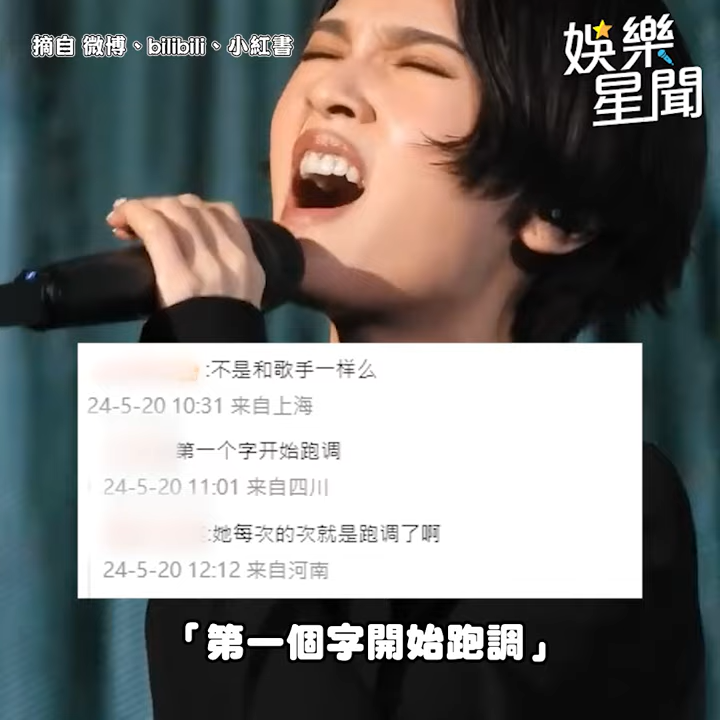 摘自 微博、bilibili、小紅書
娛樂
星聞
:不是和歌手一样么
24-5-20 10:31 来自上海
第一个字开始跑调
24-5-20 11:01 来自四川
:她每次的次就是跑调了啊
24-5-20 12:12 来自河南
「第一個字開始跑調」